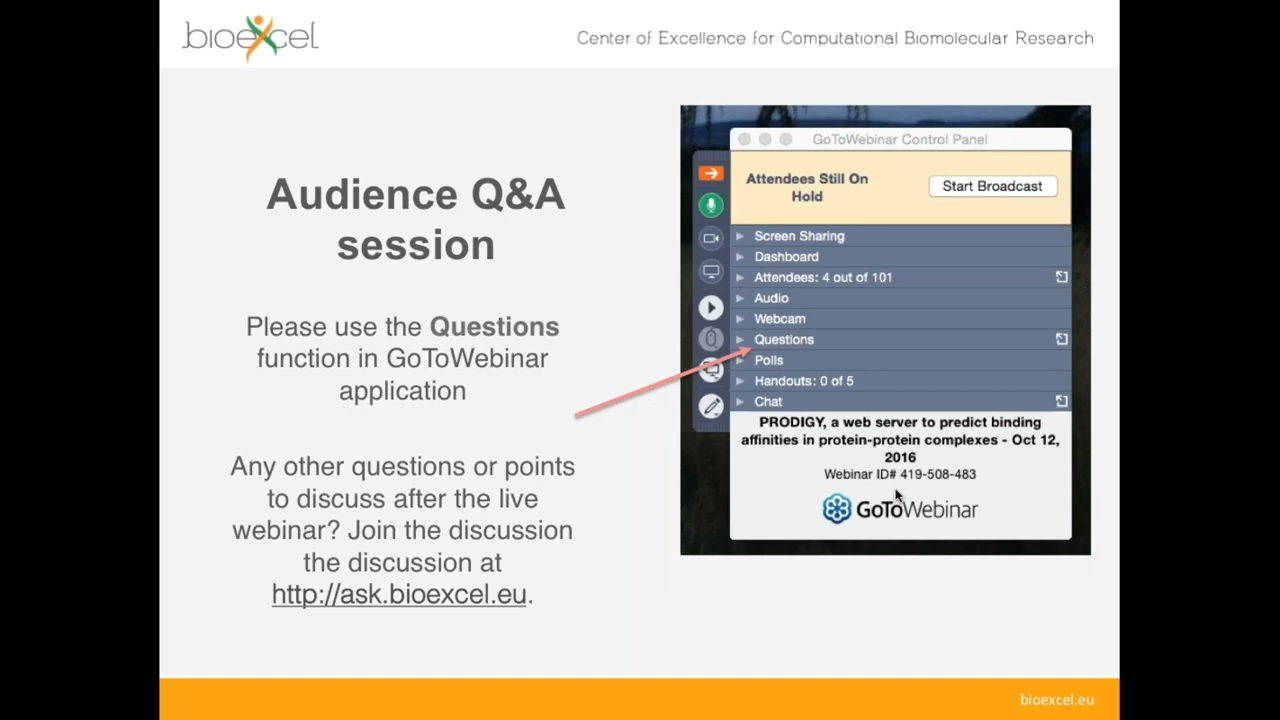 bioexcel
Center of Excellence for Computational Biomolecular Research
Audience Q&A
session
Please use the Questions
function in GoToWebinar
application
Any other questions or points
to discuss after the live
webinar? Join the discussion
the discussion at
http://ask.bioexcel.eu.
GoToWebinar Control Panel
Attendees Still On
Hold
Start Broadcast
Screen Sharing
Dashboard
Attendees: 4 out of 101
Audio
Webcam
Questions
Polls
Handouts: 0 of 5
Chat
PRODIGY, a web server to predict binding
affinities in protein-protein complexes - Oct 12,
2016
Webinar ID# 419-508-483
GoToWebinar
bioexcel.eu